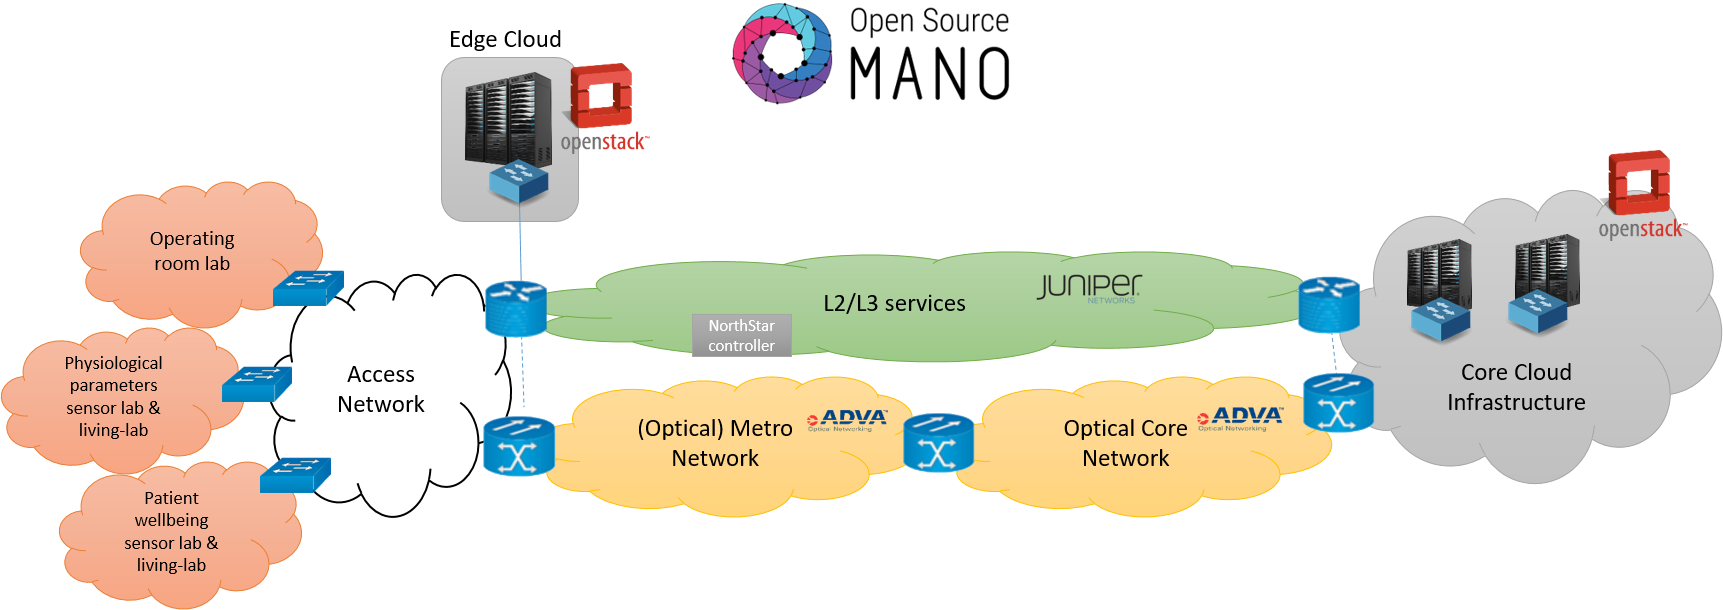 Open Source
MANO
Edge Cloud
openstack™
openstack™
Operating
room lab
Physiological
parameters
sensor lab &
living-lab
Patient
wellbeing
sensor lab &
living-lab
Access
Network
L2/L3 services
JUNIPER
NETWORKS
NorthStar
controller
(Optical) Metro
Network
ADVA
Optical Networking
Optical Core
Network
ADVA
Optical Networking
Core Cloud
Infrastructure